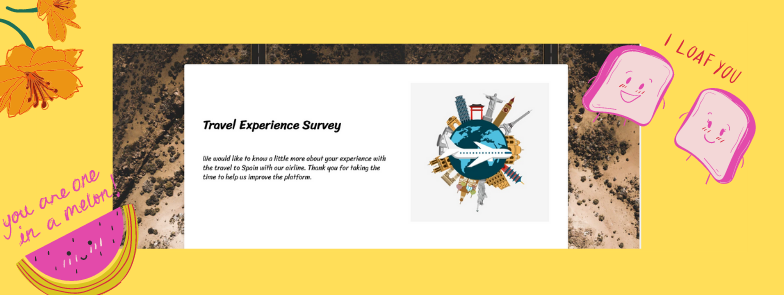 I LOAF YOU
Travel Experience Survey
We would like to know a little more about your experience with
the travel to Spain with our airline. Thank you for taking the
time to help us improve the platform.
you are one
in a melon!